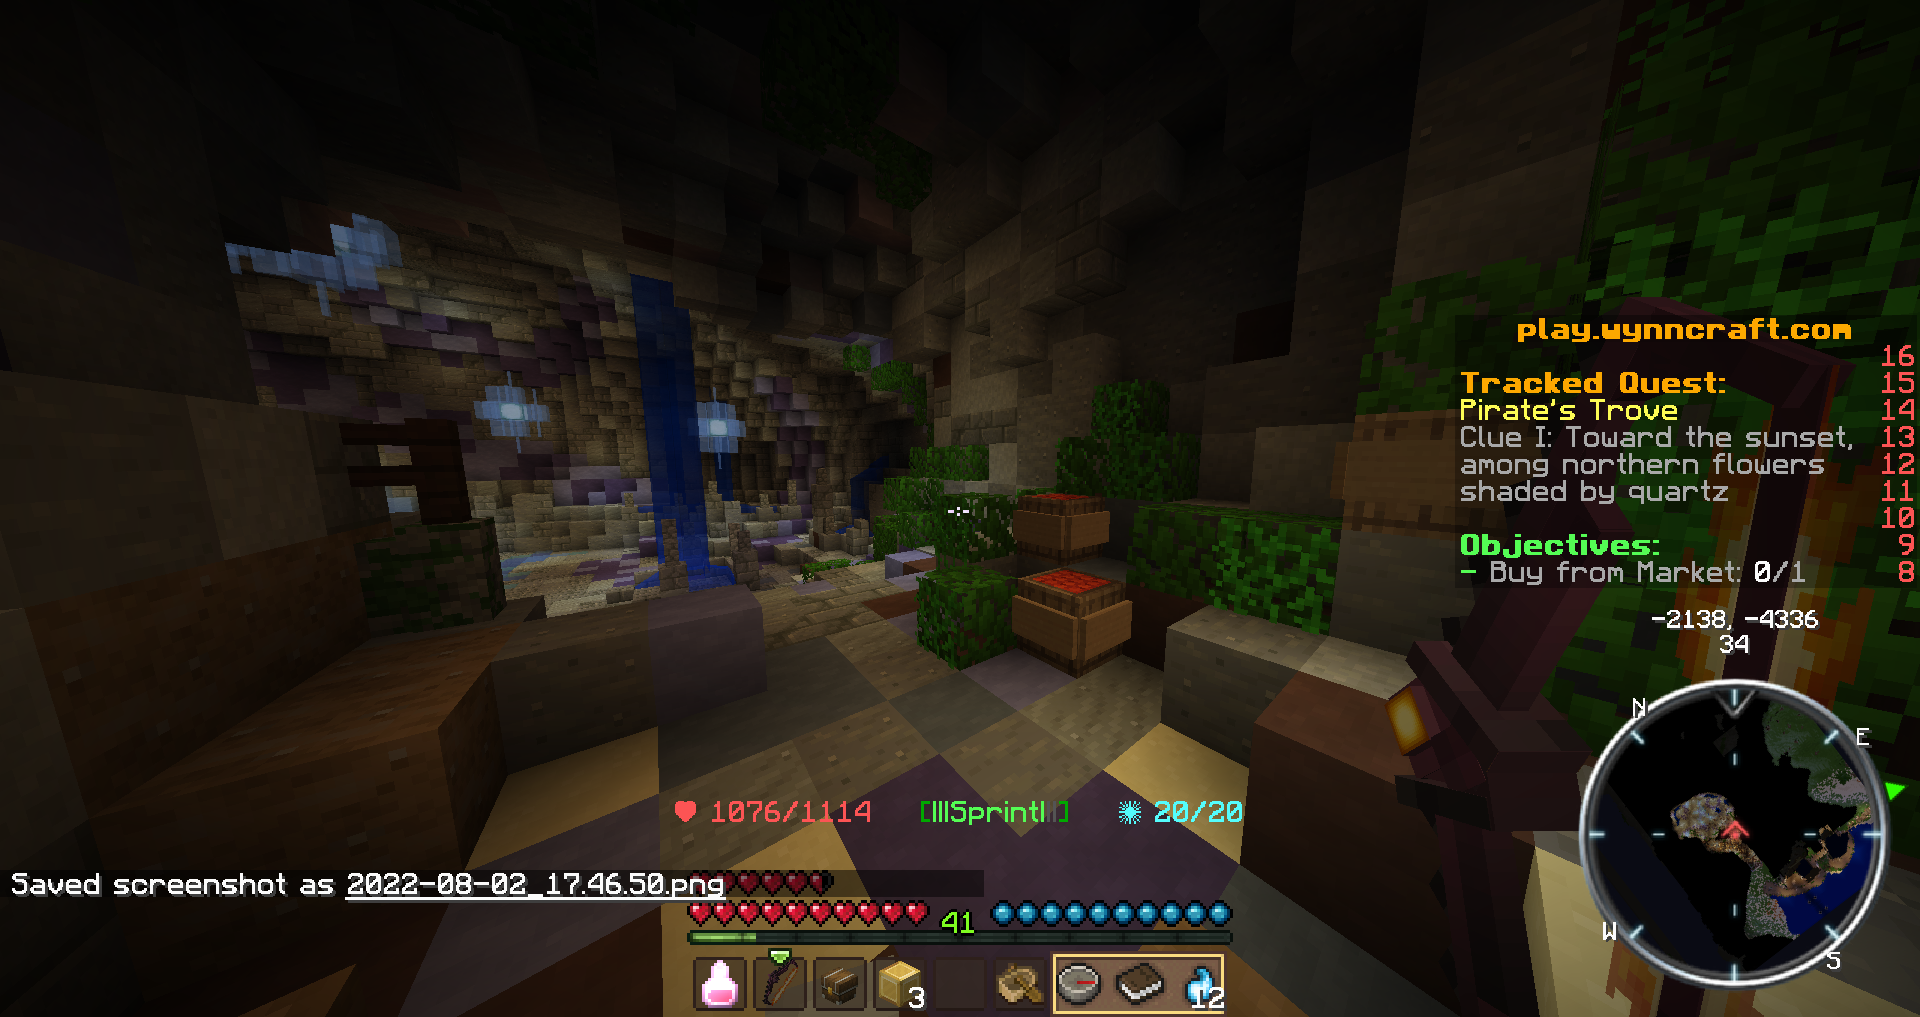 play.wynncraft.com
16
Tracked Quest: 15
Pirate's Trove 14
Clue I: Toward the sunset, 13
among northern flowers 12
shaded by quartz 11
10
Objectives: 9
- Buy from Market: 0/1 8
-2138, -4336
34
N
E
W
S
1076/1114 [|||Sprint||] 20/20
Saved screenshot as 2022-08-02_17.46.50.png
41
3
12